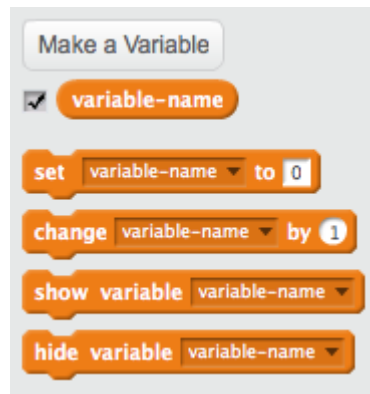 Make a Variable
variable-name
set variable-name to 0
change variable-name by 1
show variable variable-name
hide variable variable-name